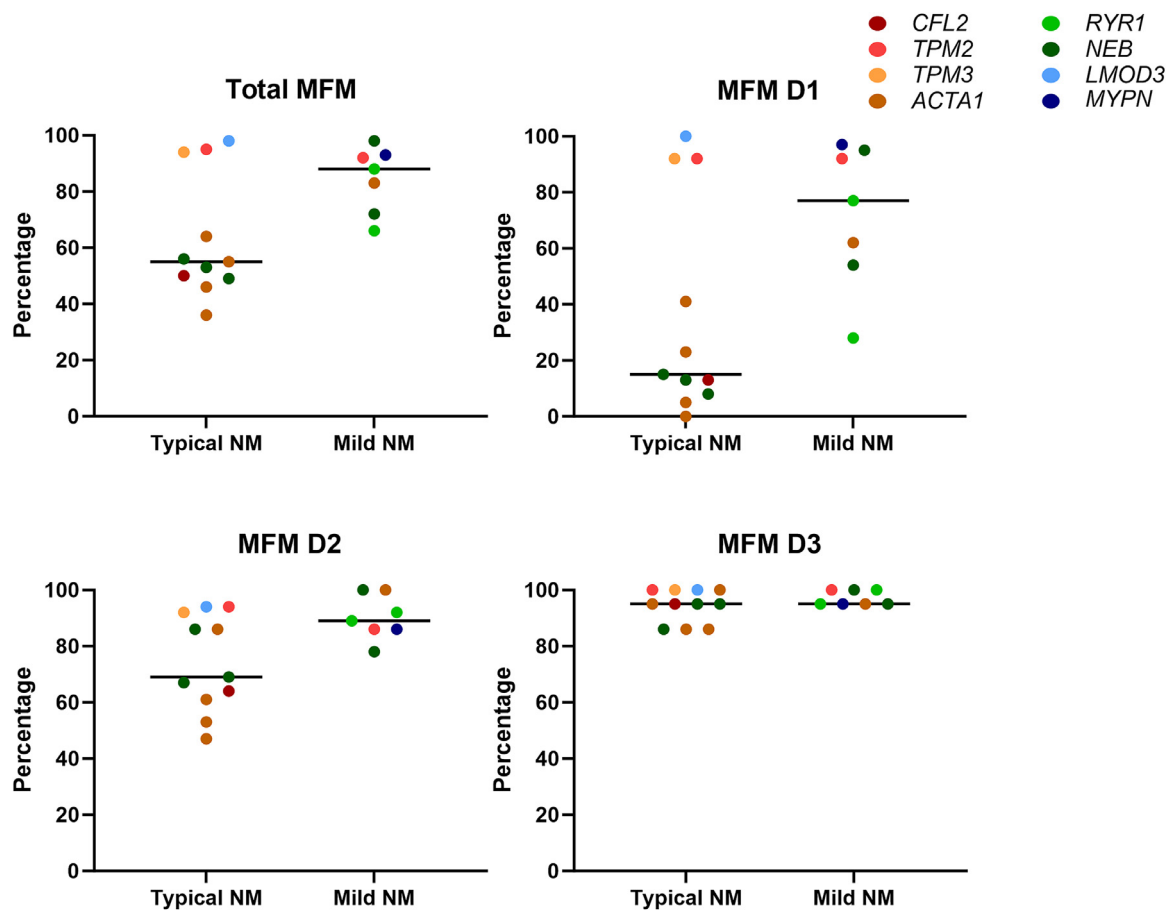 CFL2 RYR1
TPM2 NEB
TPM3 LMOD3
ACTA1 MYPN
Total MFM
Percentage
100
80
60
40
20
0
Typical NM Mild NM
MFM D1
Percentage
100
80
60
40
20
0
Typical NM Mild NM
MFM D2
Percentage
100
80
60
40
20
0
Typical NM Mild NM
MFM D3
Percentage
100
80
60
40
20
0
Typical NM Mild NM